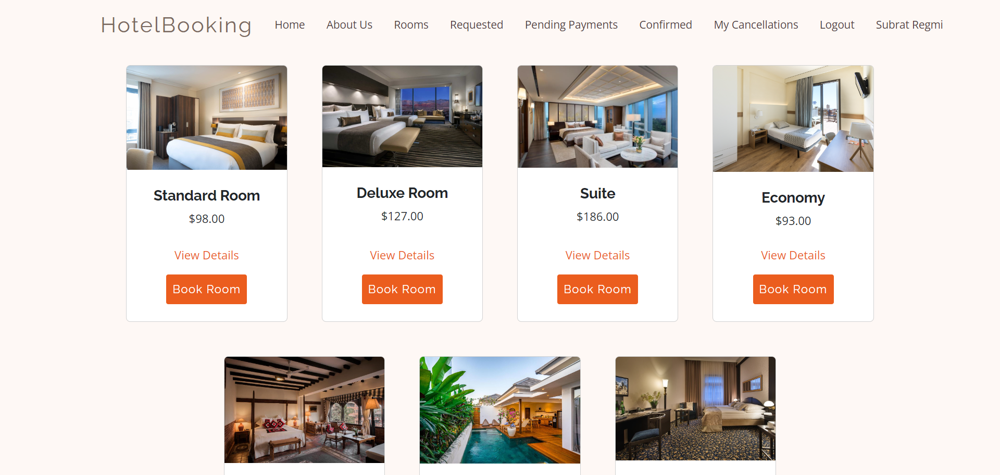 HotelBooking Home About Us Rooms Requested Pending Payments Confirmed My Cancellations Logout Subrat Regmi
Standard Room
$98.00
View Details
Book Room
Deluxe Room
$127.00
View Details
Book Room
Suite
$186.00
View Details
Book Room
Economy
$93.00
View Details
Book Room